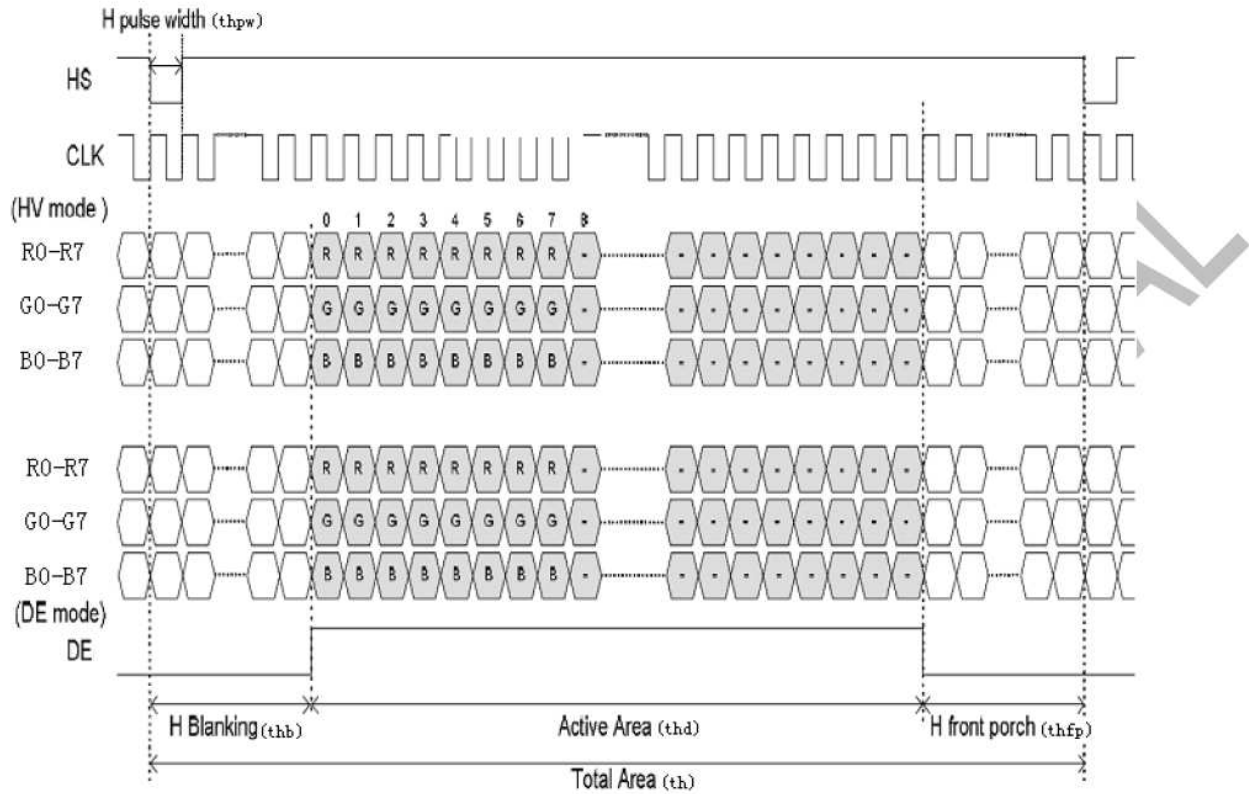 H pulse width (thpw)
HS
CLK
(HV mode )
0 1 2 3 4 5 6 7 8
R0-R7 R R R R R R R R - - - - - - - - -
G0-G7 G G G G G G G G - - - - - - - - -
B0-B7 B B B B B B B B - - - - - - - - -
R0-R7 R R R R R R R R - - - - - - - - -
G0-G7 G G G G G G G G - - - - - - - - -
B0-B7 B B B B B B B B - - - - - - - - -
(DE mode)
DE
H Blanking (thb) Active Area (thd) H front porch (thfp)
Total Area (th)